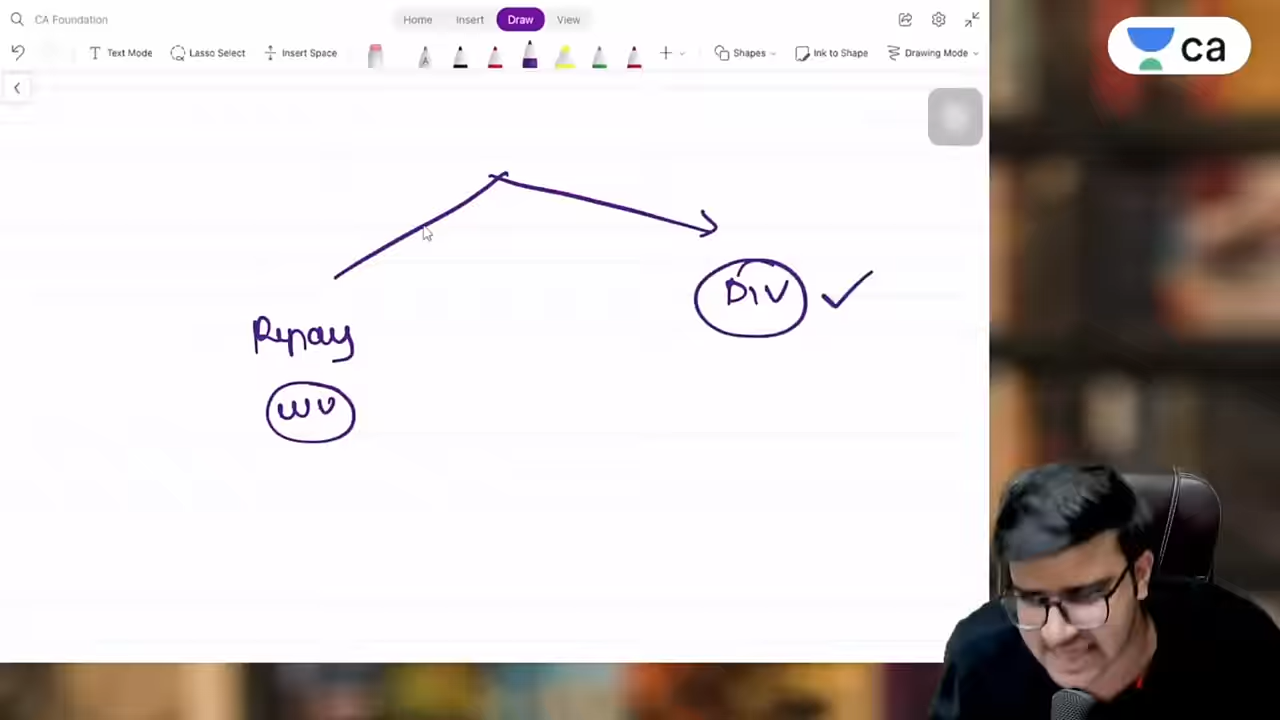 CA Foundation
Home Insert Draw View
Text Mode Lasso Select Insert Space Shapes Ink to Shape Drawing Mode
ca
DIV
Repay
WU